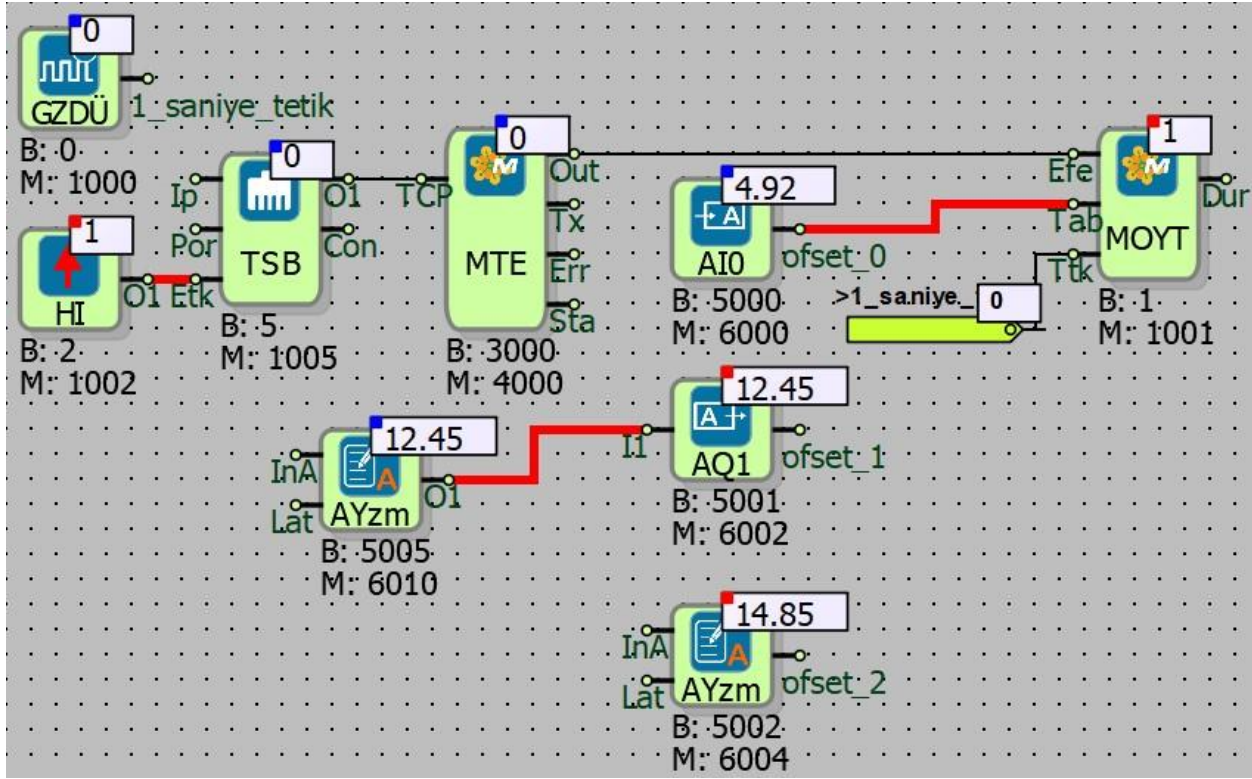 0
GZDÜ
1_saniye_tetik
B: 0
M: 1000
1
HI
O1
B: 2
M: 1002
0
Ip
Por
Etk
TSB
O1
Con
B: 5
M: 1005
0
TCP
MTE
Out
Tx
Err
Sta
B: 3000
M: 4000
4.92
AI0
ofset_0
B: 5000
M: 6000
>1_saniye_
0
1
Efe
Tab
Ttk
MOYT
Dur
B: 1
M: 1001
12.45
InA
Lat
AYzm
O1
B: 5005
M: 6010
12.45
I1
A
AQ1
ofset_1
B: 5001
M: 6002
14.85
InA
Lat
A
AYzm
ofset_2
B: 5002
M: 6004